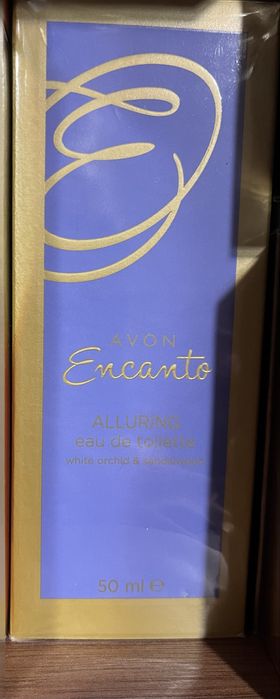 AVON
Encanto
ALLURING
eau de toilette
white orchid & sandalwood
50 ml ℮